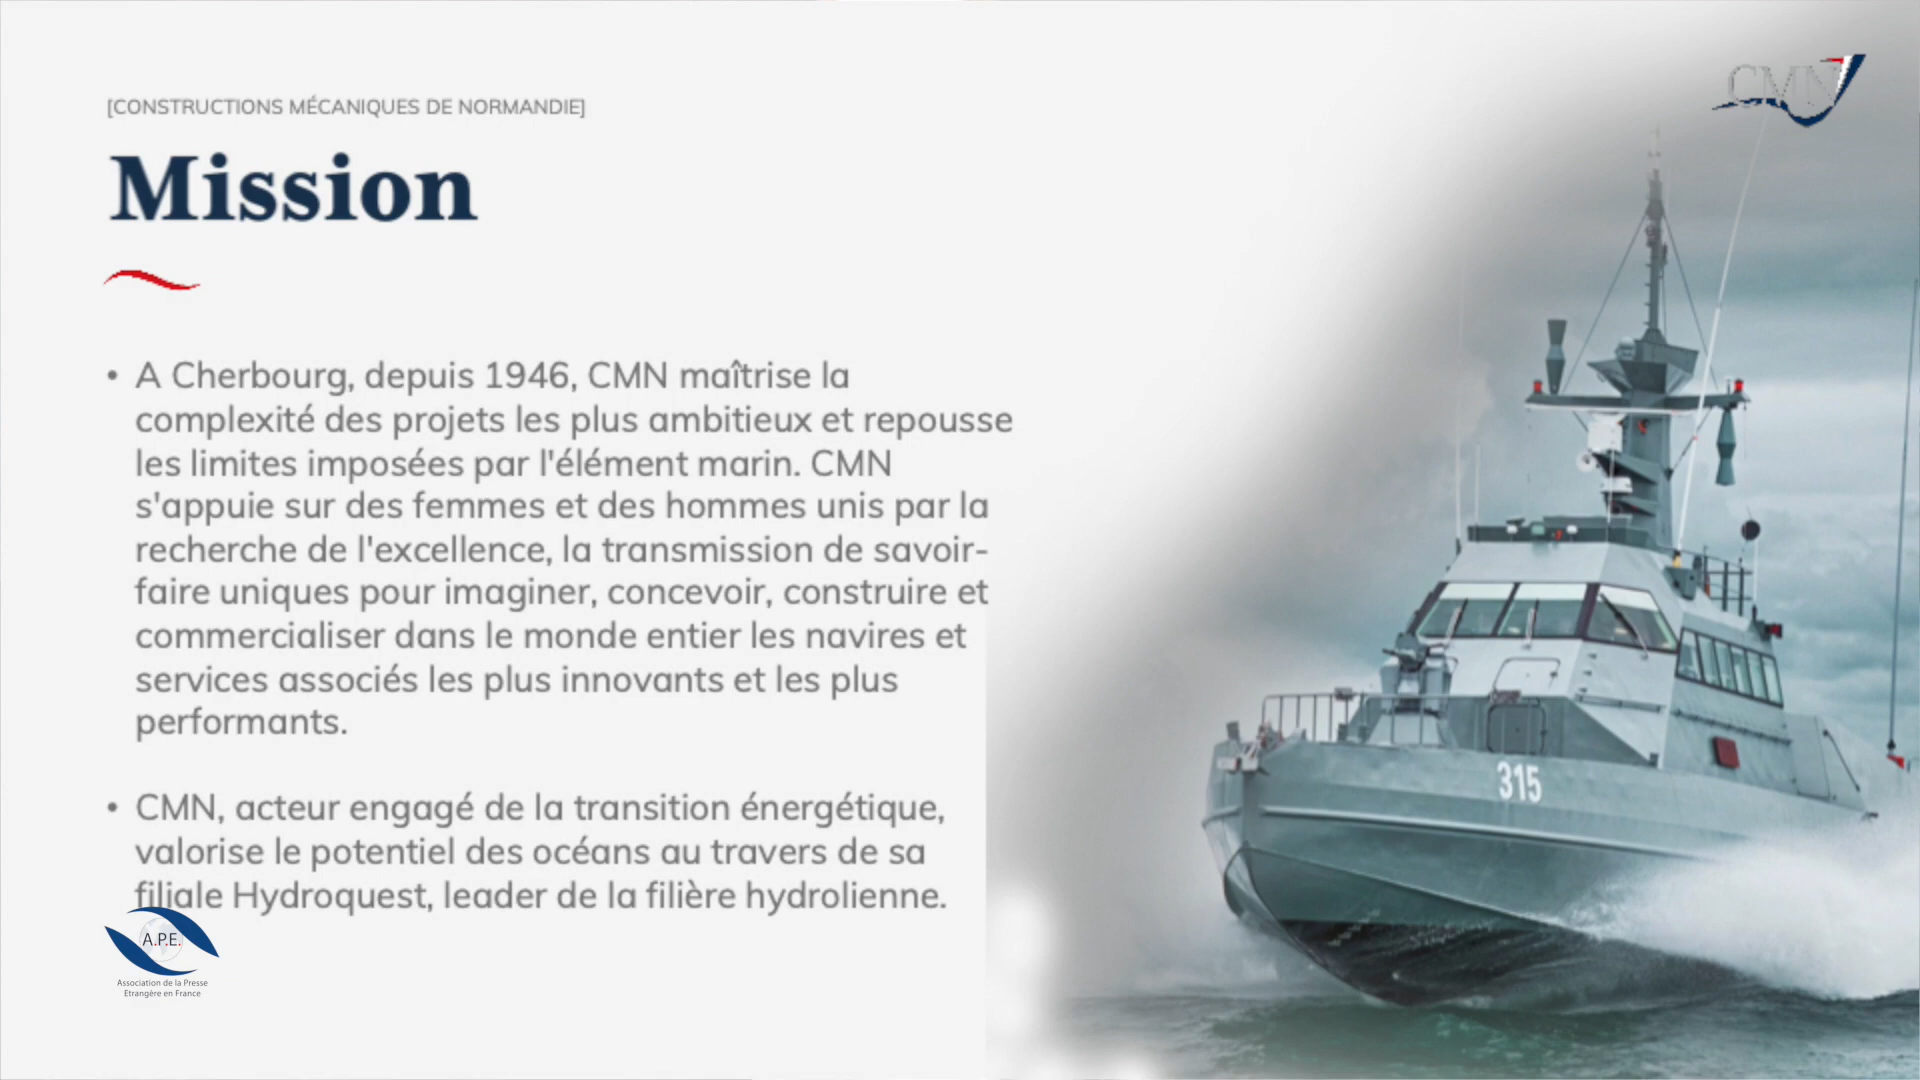 [CONSTRUCTIONS MÉCANIQUES DE NORMANDIE]
CMN
Mission
• A Cherbourg, depuis 1946, CMN maîtrise la
complexité des projets les plus ambitieux et repousse
les limites imposées par l'élément marin. CMN
s'appuie sur des femmes et des hommes unis par la
recherche de l'excellence, la transmission de savoir-
faire uniques pour imaginer, concevoir, construire et
commercialiser dans le monde entier les navires et
services associés les plus innovants et les plus
performants.
• CMN, acteur engagé de la transition énergétique,
valorise le potentiel des océans au travers de sa
filiale Hydroquest, leader de la filière hydrolienne.
315
A.P.E.
Association de la Presse
Etrangère en France